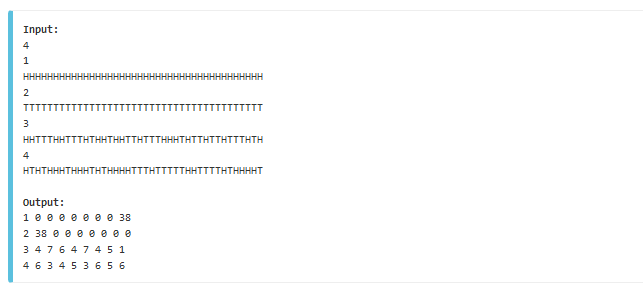 Input:
4
1
HHHHHHHHHHHHHHHHHHHHHHHHHHHHHHHHHHHHHHHH
2
TTTTTTTTTTTTTTTTTTTTTTTTTTTTTTTTTTTTTTTT
3
HHTTTHHTTTHTHHTHHTTHTTTHHHTHTTHTTHTTTHTH
4
HTHTHHHTHHHTHTHHHHTTTHTTTTTHHTTTTHTHHHHT
Output:
1 0 0 0 0 0 0 0 38
2 38 0 0 0 0 0 0 0
3 4 7 6 4 7 4 5 1
4 6 3 4 5 3 6 5 6